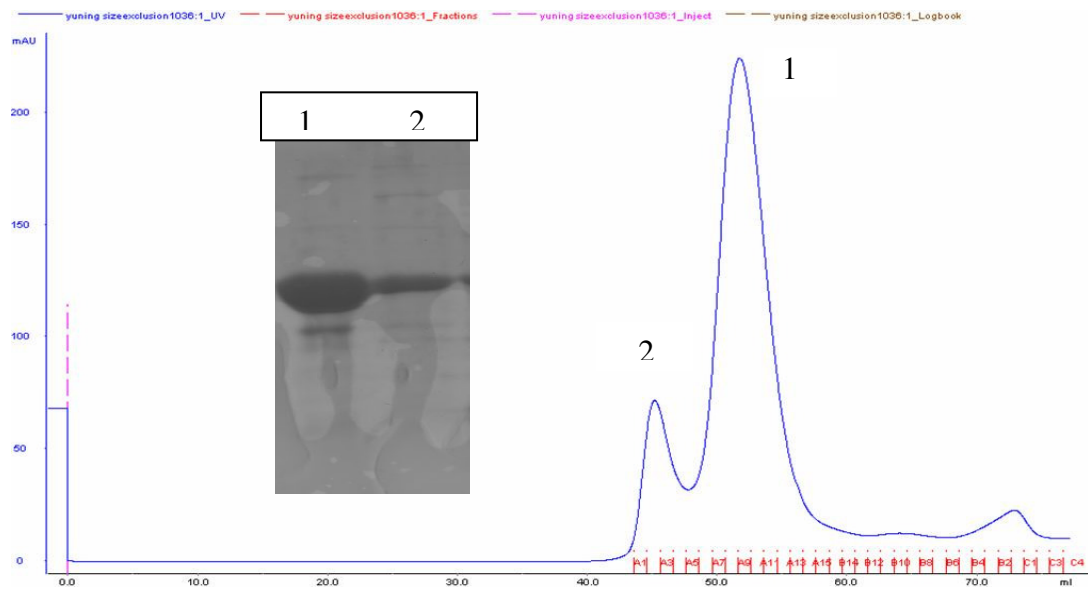 yuning sizeexclusion1036:1_UV yuning sizeexclusion1036:1_Fractions yuning sizeexclusion1036:1_Inject yuning sizeexclusion1036:1_Logbook
mAU
1
1 2
200
150
100
2
50
0
A1 A3 A5 A7 A9 A11 A13 A15 B14 B12 B10 B8 B6 B4 B2 C1 C3 C4
0.0 10.0 20.0 30.0 40.0 50.0 60.0 70.0 ml